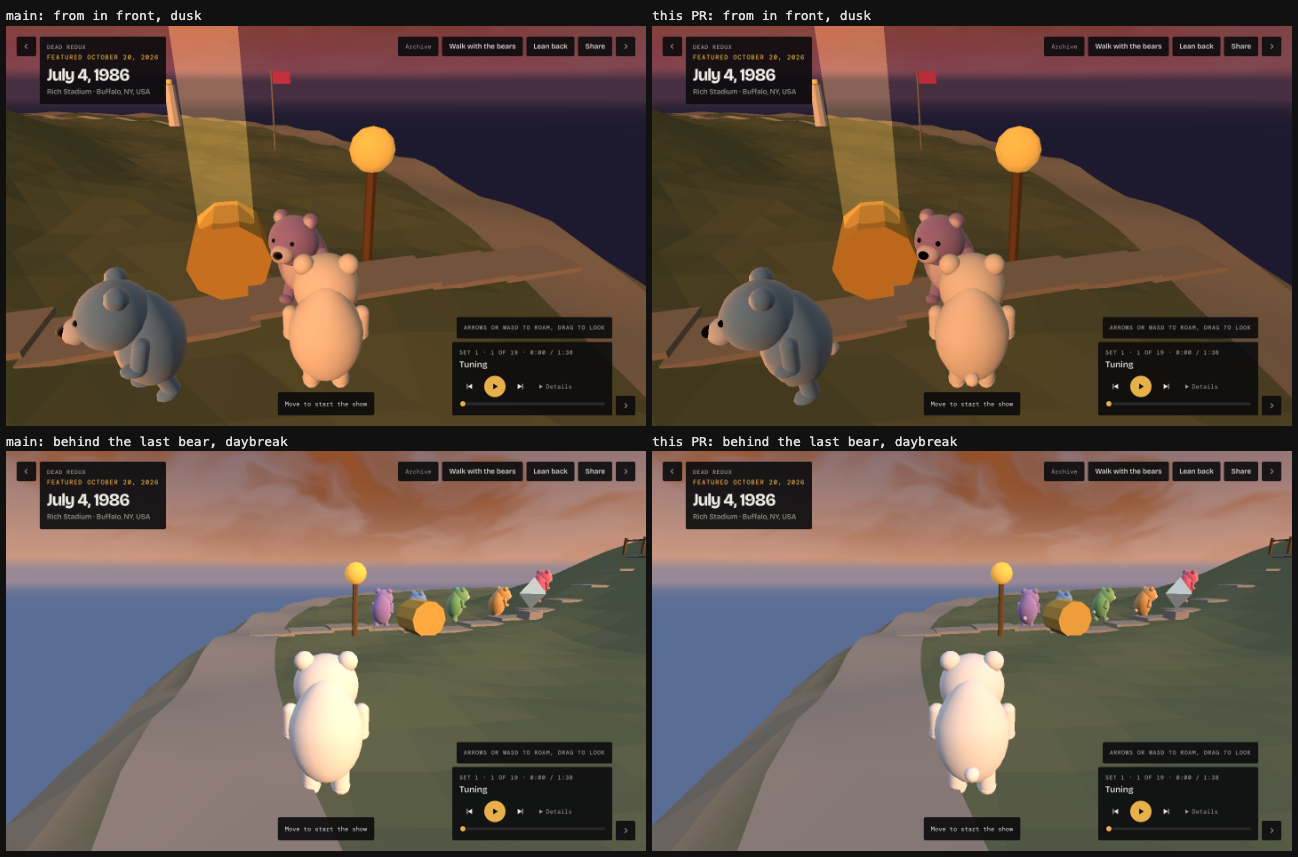 main: from in front, dusk
DEAD REDUX
FEATURED OCTOBER 20, 2026
July 4, 1986
Rich Stadium · Buffalo, NY, USA
Archive
Walk with the bears
Lean back
Share
ARROWS OR WASD TO ROAM, DRAG TO LOOK
SET 1 · 1 OF 19 · 0:00 / 1:38
Tuning
Details
Move to start the show
this PR: from in front, dusk
DEAD REDUX
FEATURED OCTOBER 20, 2026
July 4, 1986
Rich Stadium · Buffalo, NY, USA
Archive
Walk with the bears
Lean back
Share
ARROWS OR WASD TO ROAM, DRAG TO LOOK
SET 1 · 1 OF 19 · 0:00 / 1:38
Tuning
Details
Move to start the show
main: behind the last bear, daybreak
DEAD REDUX
FEATURED OCTOBER 20, 2026
July 4, 1986
Rich Stadium · Buffalo, NY, USA
Archive
Walk with the bears
Lean back
Share
ARROWS OR WASD TO ROAM, DRAG TO LOOK
SET 1 · 1 OF 19 · 0:00 / 1:38
Tuning
Details
Move to start the show
this PR: behind the last bear, daybreak
DEAD REDUX
FEATURED OCTOBER 20, 2026
July 4, 1986
Rich Stadium · Buffalo, NY, USA
Archive
Walk with the bears
Lean back
Share
ARROWS OR WASD TO ROAM, DRAG TO LOOK
SET 1 · 1 OF 19 · 0:00 / 1:38
Tuning
Details
Move to start the show